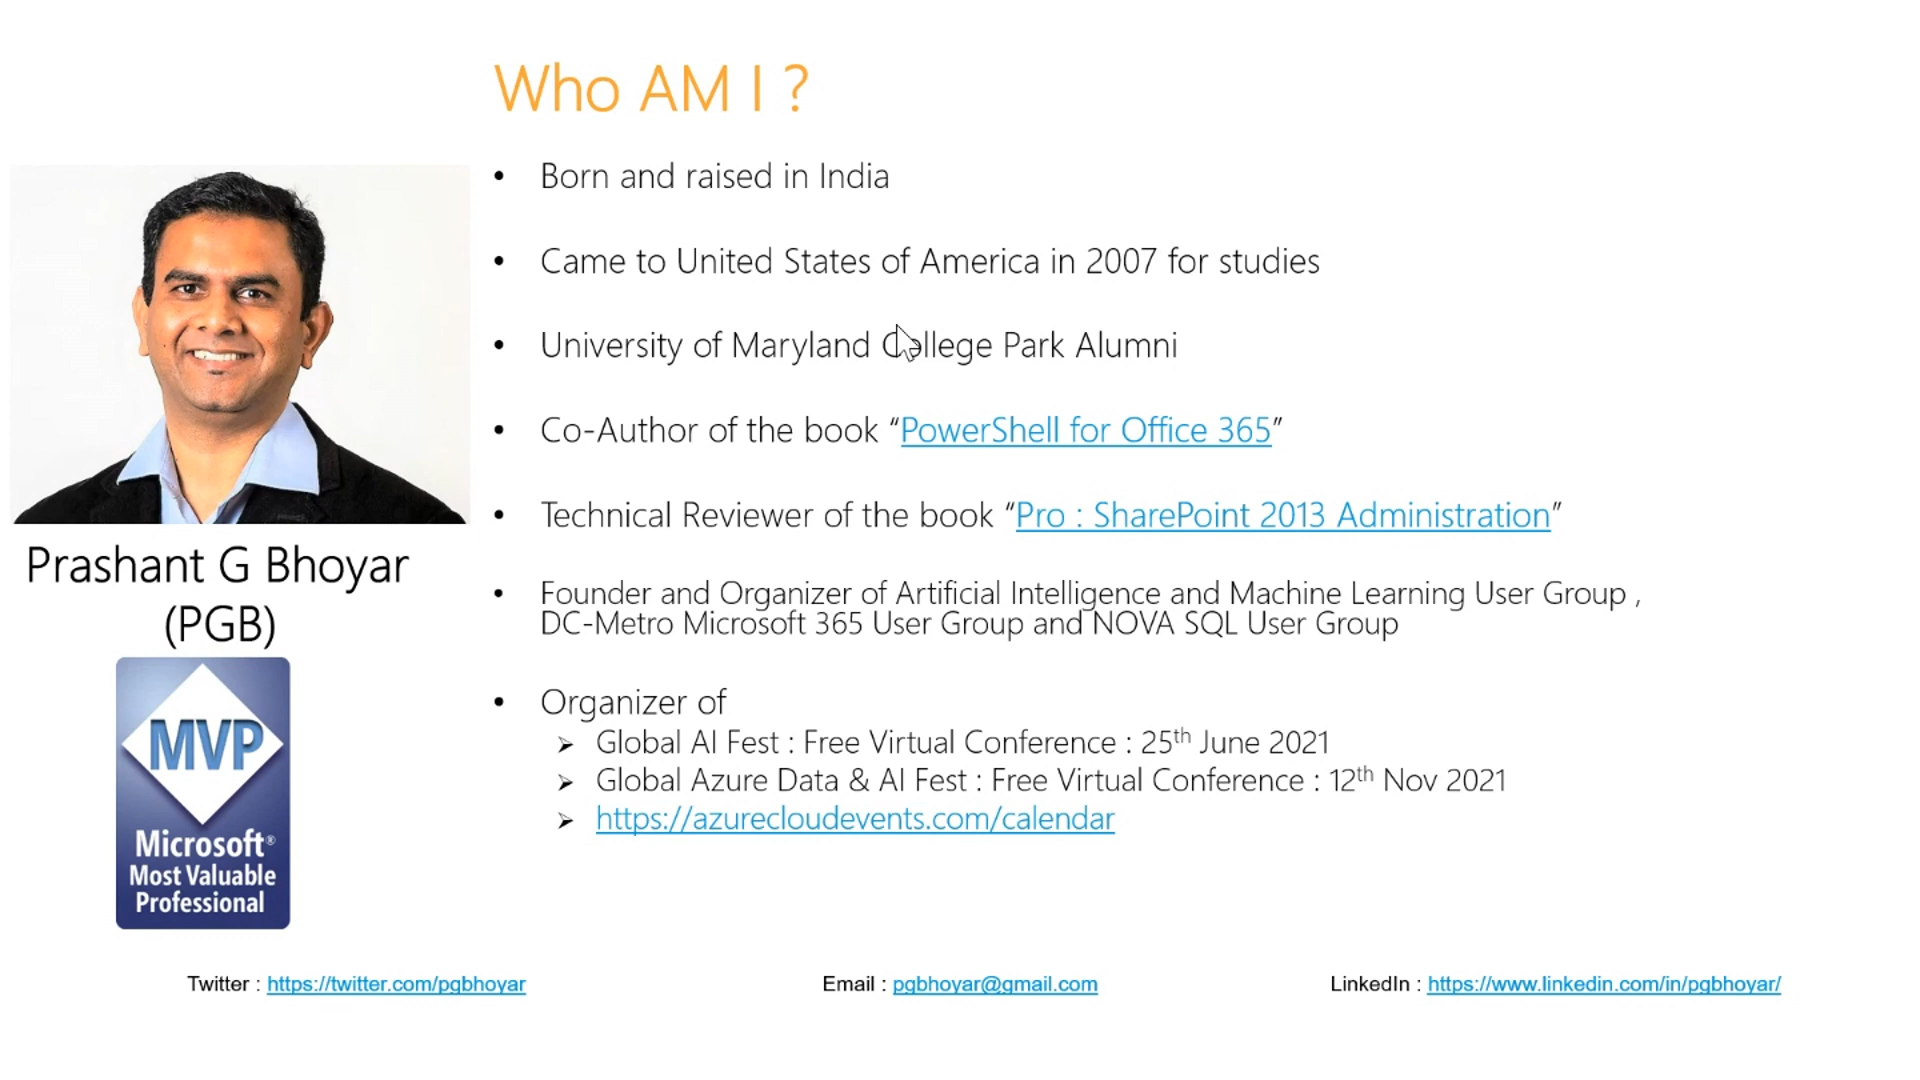 Who AM I ?
• Born and raised in India
• Came to United States of America in 2007 for studies
• University of Maryland College Park Alumni
• Co-Author of the book “PowerShell for Office 365”
• Technical Reviewer of the book “Pro : SharePoint 2013 Administration”
• Founder and Organizer of Artificial Intelligence and Machine Learning User Group ,
DC-Metro Microsoft 365 User Group and NOVA SQL User Group
• Organizer of
➢ Global AI Fest : Free Virtual Conference : 25th June 2021
➢ Global Azure Data & AI Fest : Free Virtual Conference : 12th Nov 2021
➢ https://azurecloudevents.com/calendar
Prashant G Bhoyar
(PGB)
MVP
Microsoft®
Most Valuable
Professional
Twitter : https://twitter.com/pgbhoyar
Email : pgbhoyar@gmail.com
LinkedIn : https://www.linkedin.com/in/pgbhoyar/